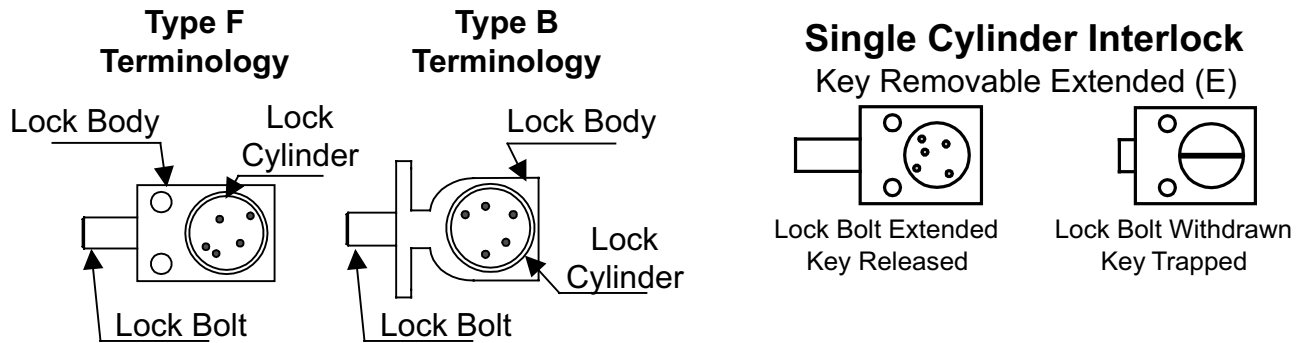 Type F
Terminology
Lock Body
Lock
Cylinder
Lock Bolt
Type B
Terminology
Lock Body
Lock
Cylinder
Lock Bolt
Single Cylinder Interlock
Key Removable Extended (E)
Lock Bolt Extended
Key Released
Lock Bolt Withdrawn
Key Trapped